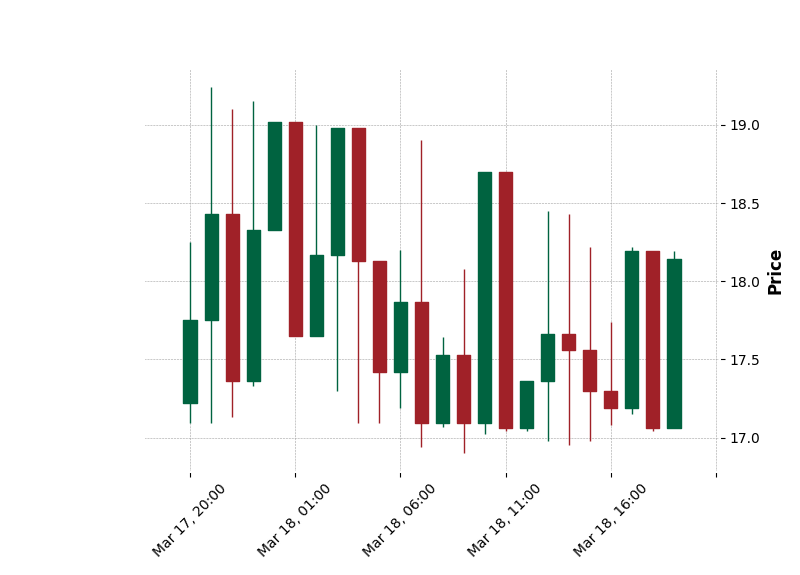 19.0
18.5
18.0
17.5
17.0
Price
Mar 17, 20:00
Mar 18, 01:00
Mar 18, 06:00
Mar 18, 11:00
Mar 18, 16:00